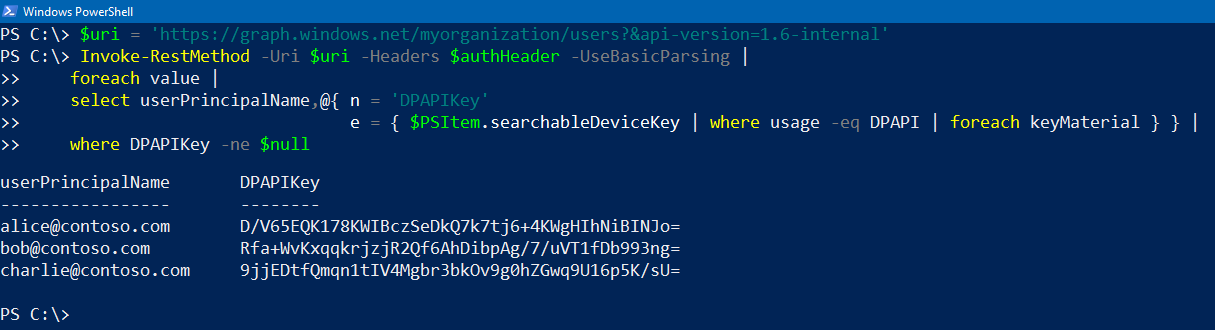 Windows PowerShell
PS C:\> $uri = 'https://graph.windows.net/myorganization/users?&api-version=1.6-internal'
PS C:\> Invoke-RestMethod -Uri $uri -Headers $authHeader -UseBasicParsing |
>>     foreach value |
>>     select userPrincipalName,@{ n = 'DPAPIKey'
>>                                 e = { $PSItem.searchableDeviceKey | where usage -eq DPAPI | foreach keyMaterial } } |
>>     where DPAPIKey -ne $null
userPrincipalName       DPAPIKey
-----------------       --------
alice@contoso.com       D/V65EQK178KWIBczSeDkQ7k7tj6+4KWgHIhNiBINJo=
bob@contoso.com         Rfa+WvKxqqkrjzjR2Qf6AhDibpAg/7/uVT1fDb993ng=
charlie@contoso.com     9jjEDtfQmqn1tIV4Mgbr3bkOv9g0hZGwq9U16p5K/sU=
PS C:\>